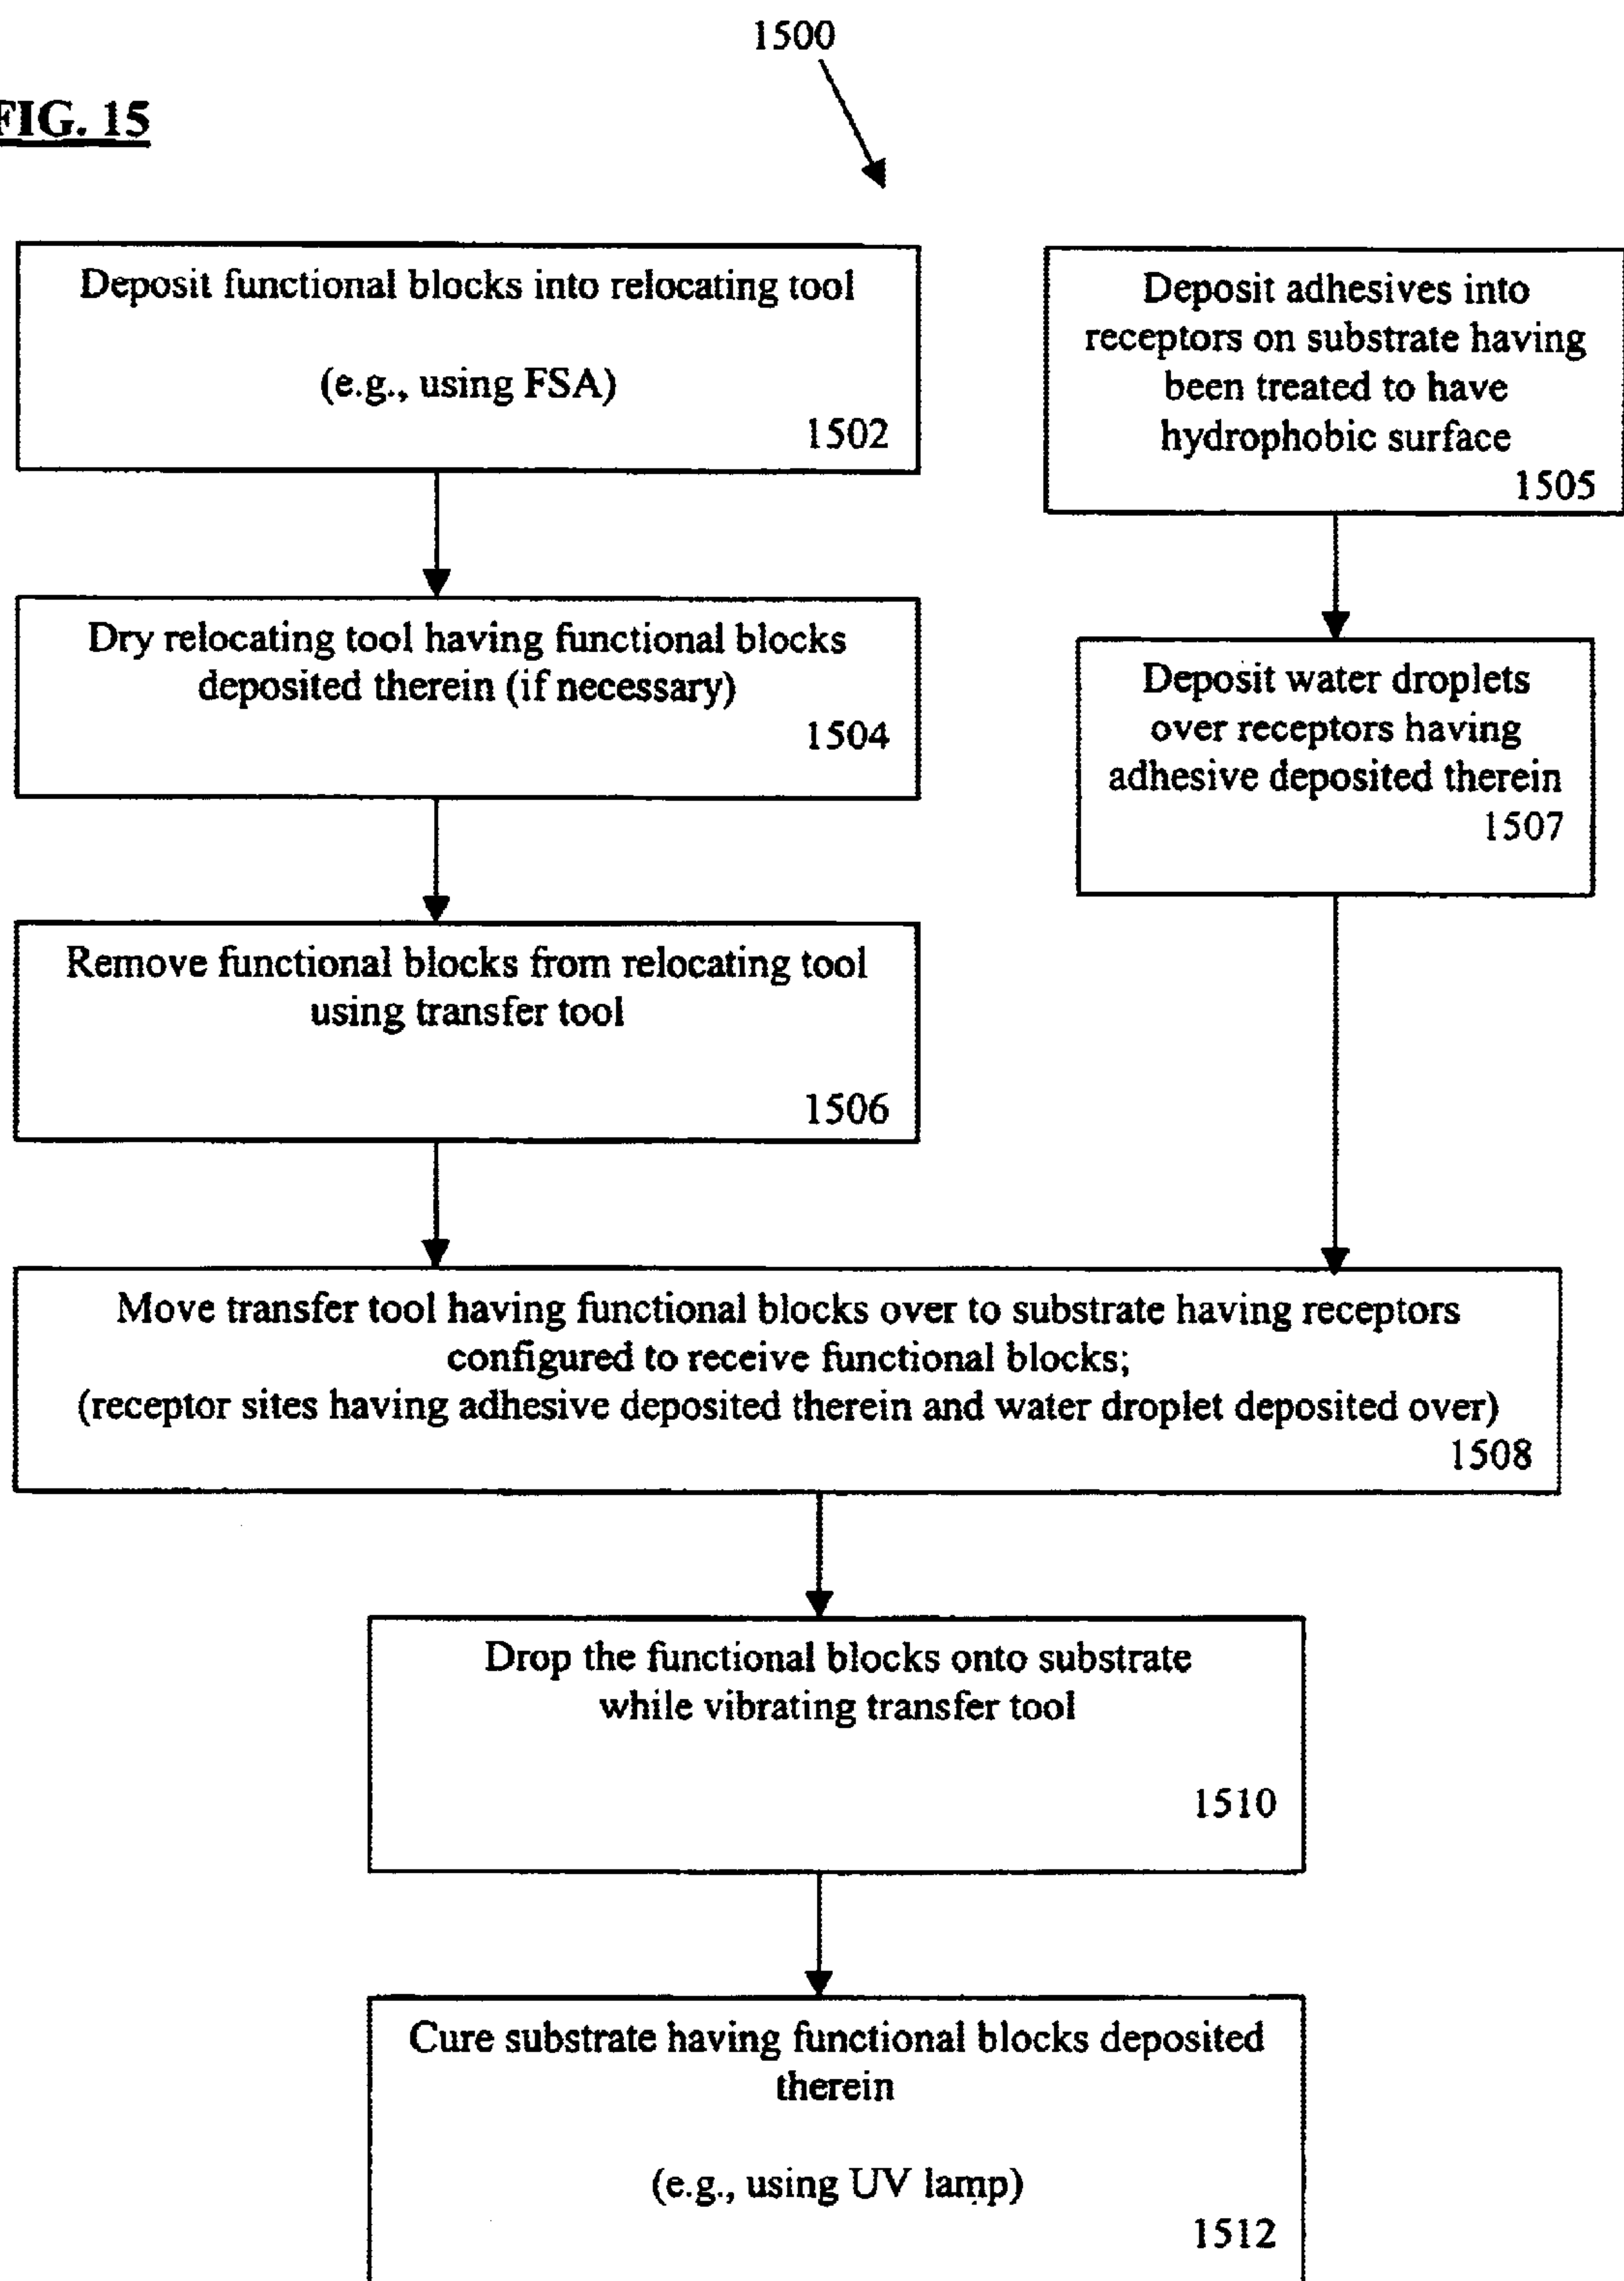 1500
FIG. 15
Deposit functional blocks into relocating tool
(e.g., using FSA)
1502
Deposit adhesives into
receptors on substrate having
been treated to have
hydrophobic surface
1505
Dry relocating tool having functional blocks
deposited therein (if necessary)
1504
Deposit water droplets
over receptors having
adhesive deposited therein
1507
Remove functional blocks from relocating tool
using transfer tool
1506
Move transfer tool having functional blocks over to substrate having receptors
configured to receive functional blocks;
(receptor sites having adhesive deposited therein and water droplet deposited over)
1508
Drop the functional blocks onto substrate
while vibrating transfer tool
1510
Cure substrate having functional blocks deposited
therein
(e.g., using UV lamp)
1512